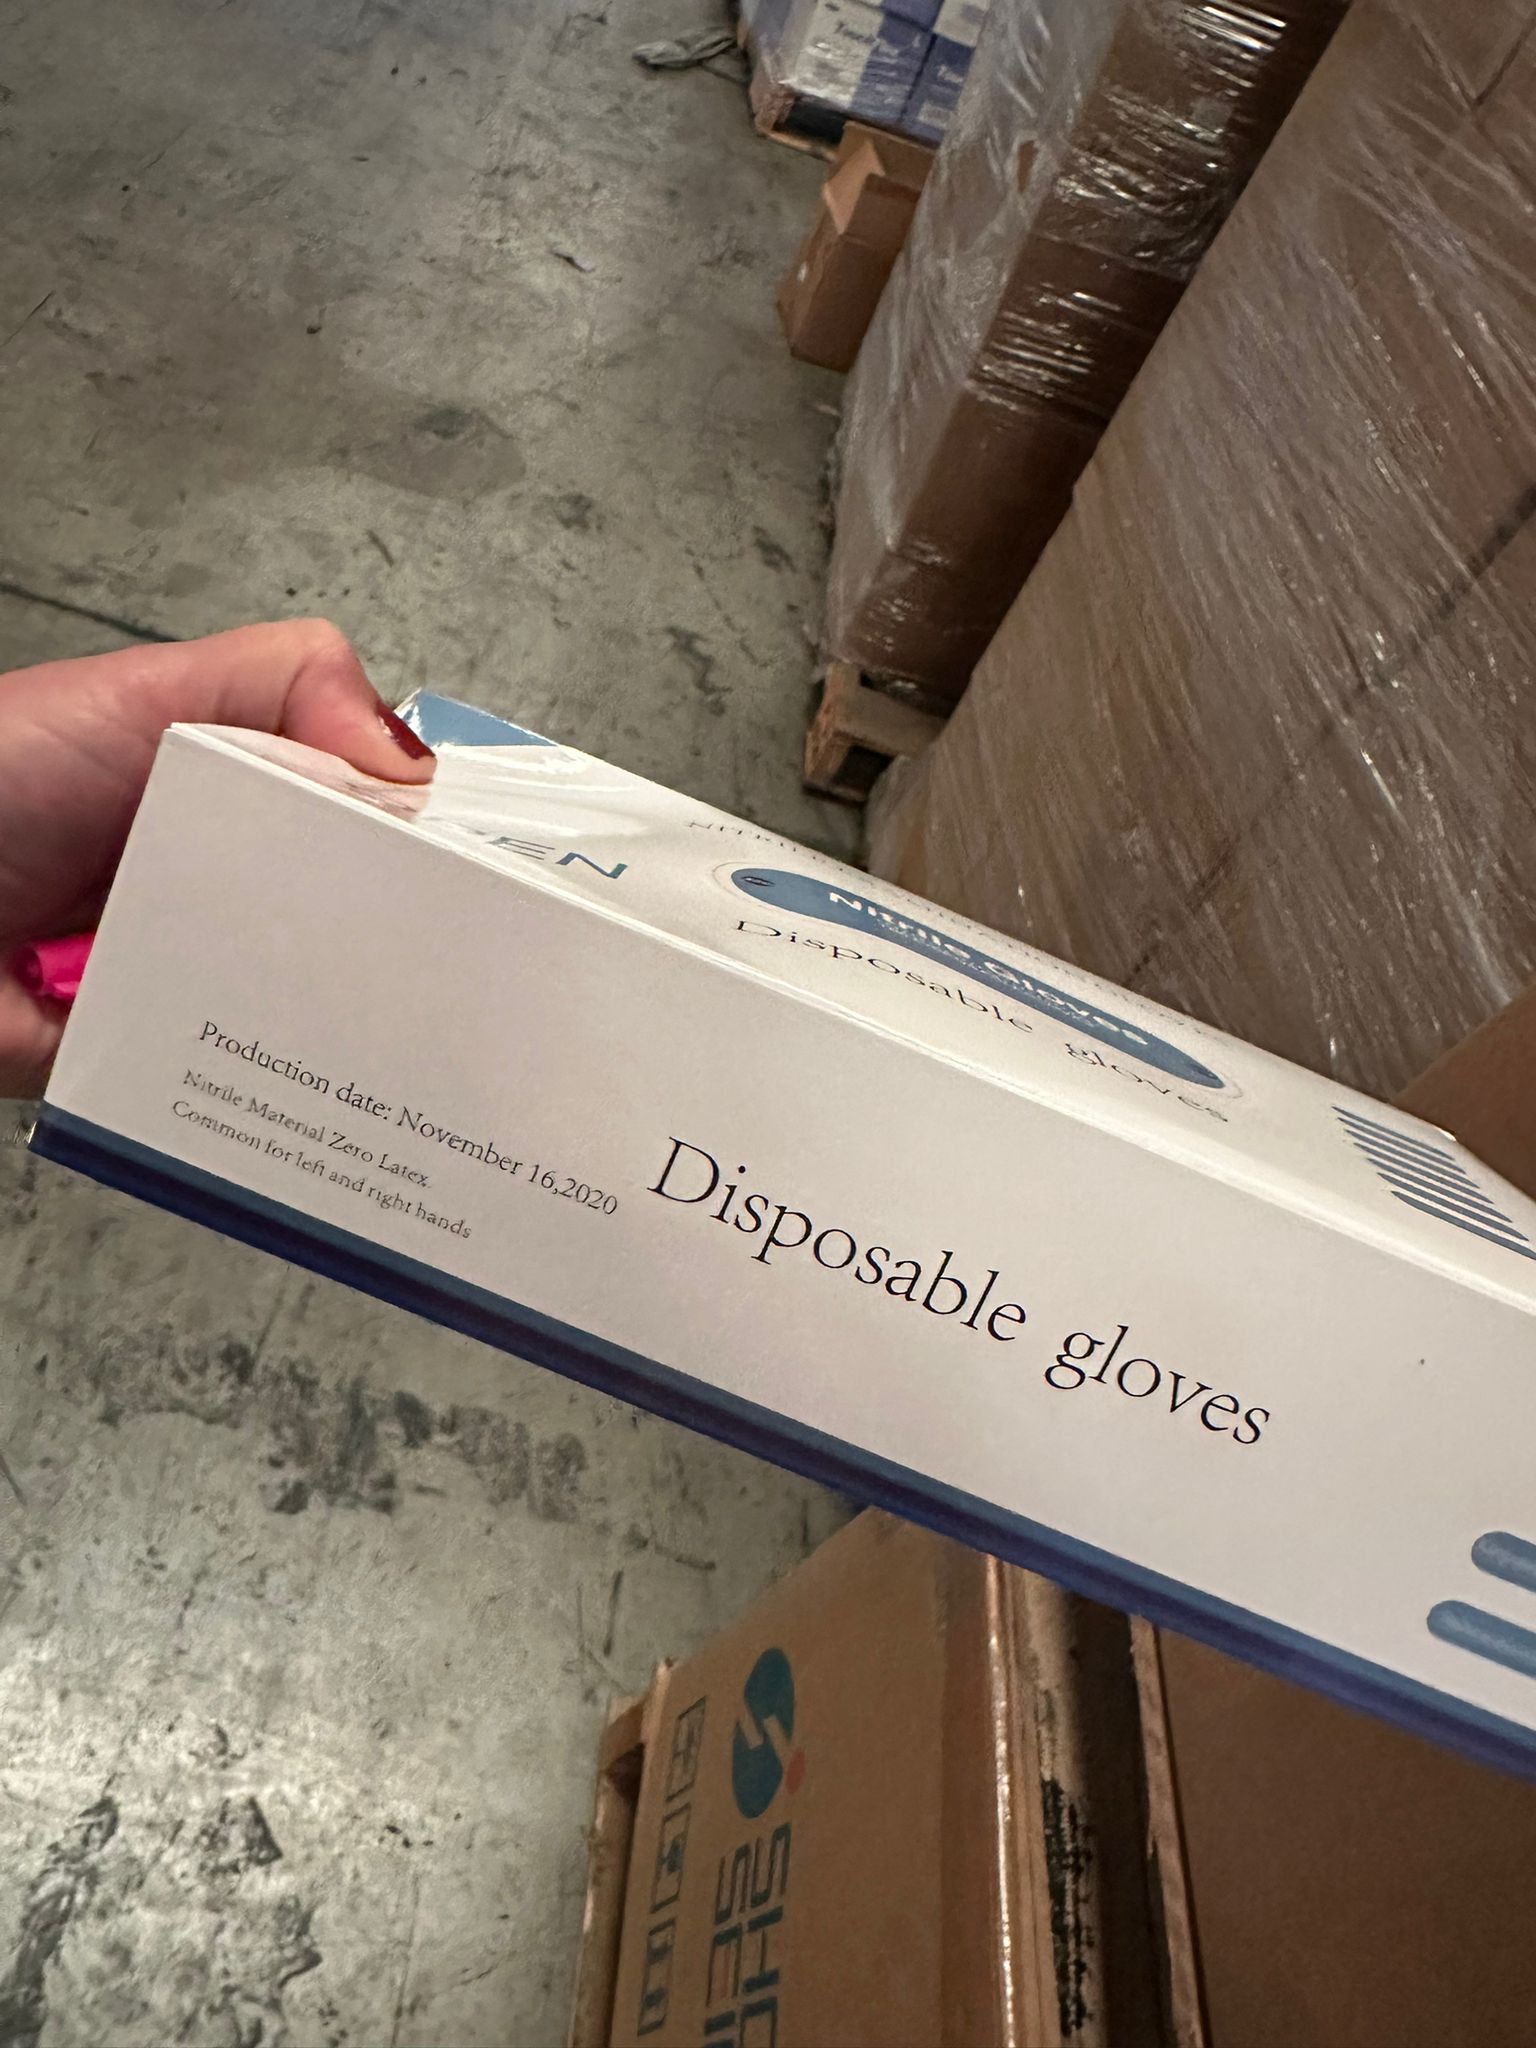 EN
Nitrile Gloves
Disposable gloves
Production date: November 16,2020
Nitrile Material Zero Latex
Common for left and right hands
Disposable gloves